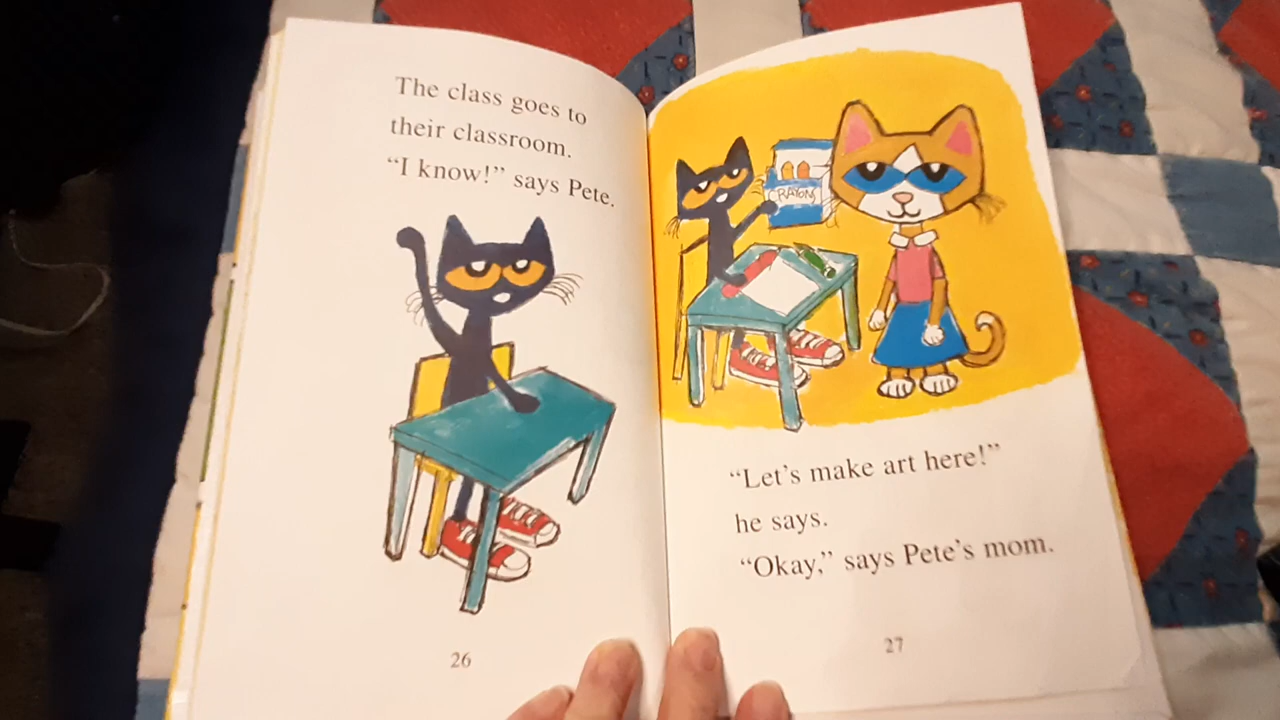 The class goes to
their classroom.
“I know!” says Pete.
26
CRAYONS
“Let’s make art here!”
he says.
“Okay,” says Pete’s mom.
27